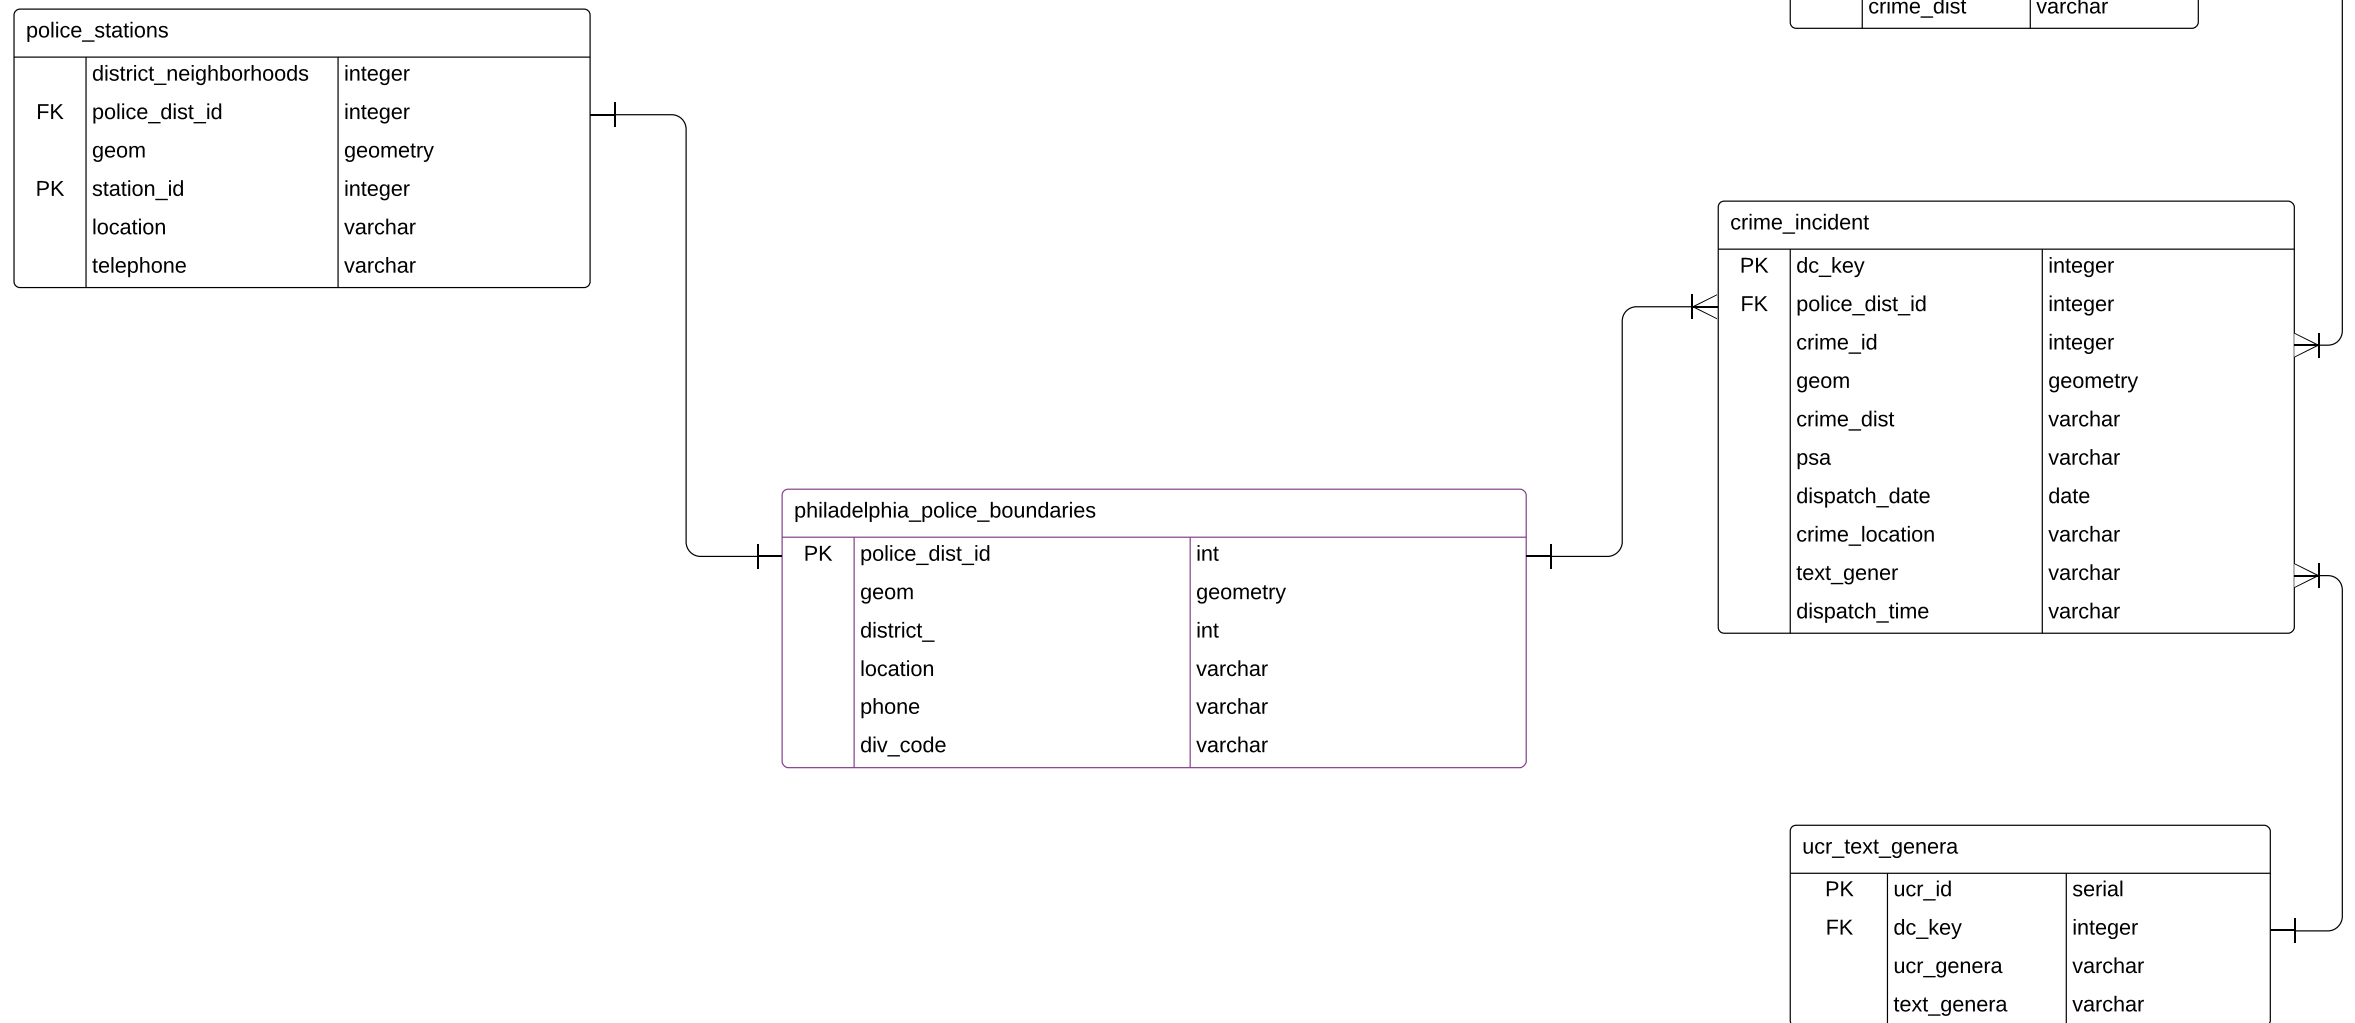 crime_dist varchar
police_stations
district_neighborhoods integer
FK police_dist_id integer
geom geometry
PK station_id integer
location varchar
telephone varchar
crime_incident
PK dc_key integer
FK police_dist_id integer
crime_id integer
geom geometry
crime_dist varchar
psa varchar
dispatch_date date
crime_location varchar
text_gener varchar
dispatch_time varchar
philadelphia_police_boundaries
PK police_dist_id int
geom geometry
district_ int
location varchar
phone varchar
div_code varchar
ucr_text_genera
PK ucr_id serial
FK dc_key integer
ucr_genera varchar
text_genera varchar